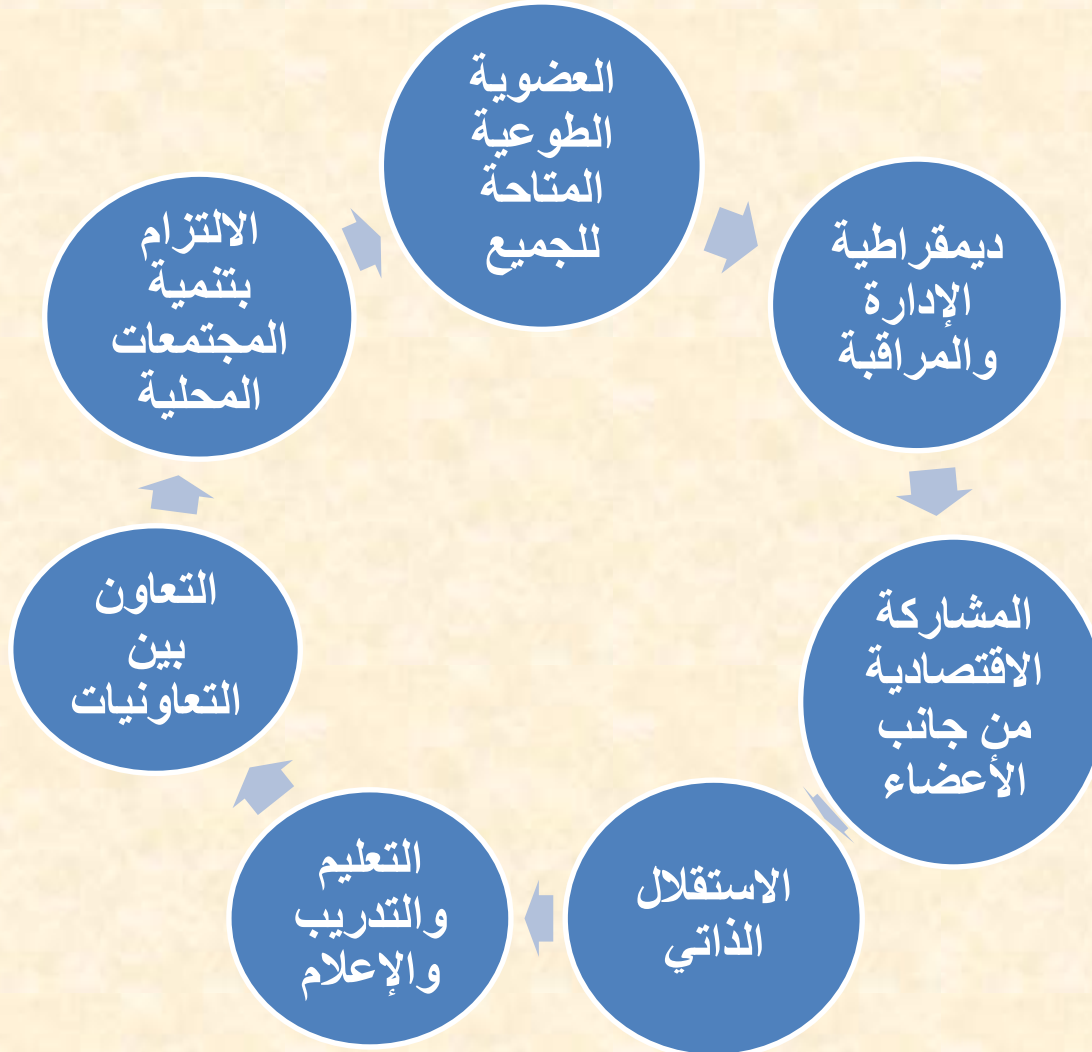 العضوية
الطوعية
المتاحة
للجميع
ديمقراطية
الإدارة
والمراقبة
المشاركة
الاقتصادية
من جانب
الأعضاء
الاستقلال
الذاتي
التعليم
والتدريب
والإعلام
التعاون
بين
التعاونيات
الالتزام
بتنمية
المجتمعات
المحلية